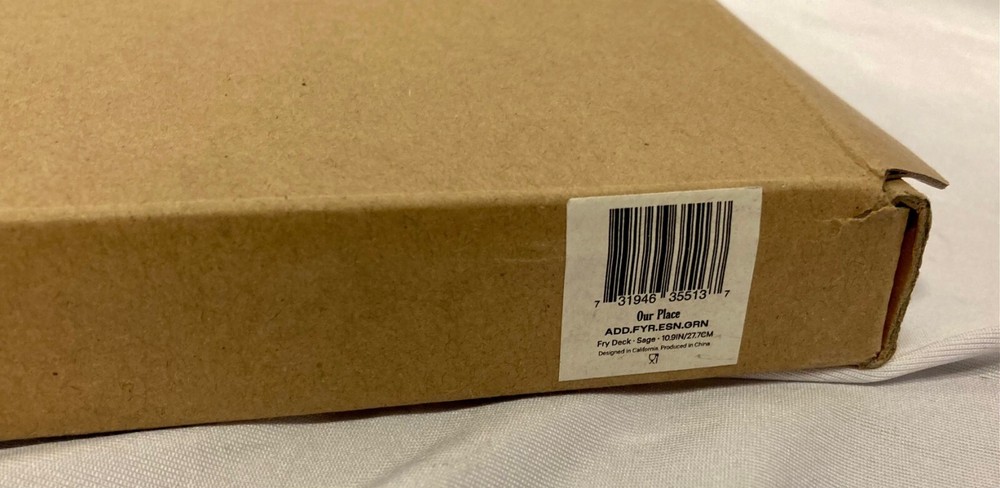 7 31946 35513 7
Our Place
ADD.FYR.ESN.GRN
Fry Deck · Sage · 10.9IN/27.7CM
Designed in California. Produced in China